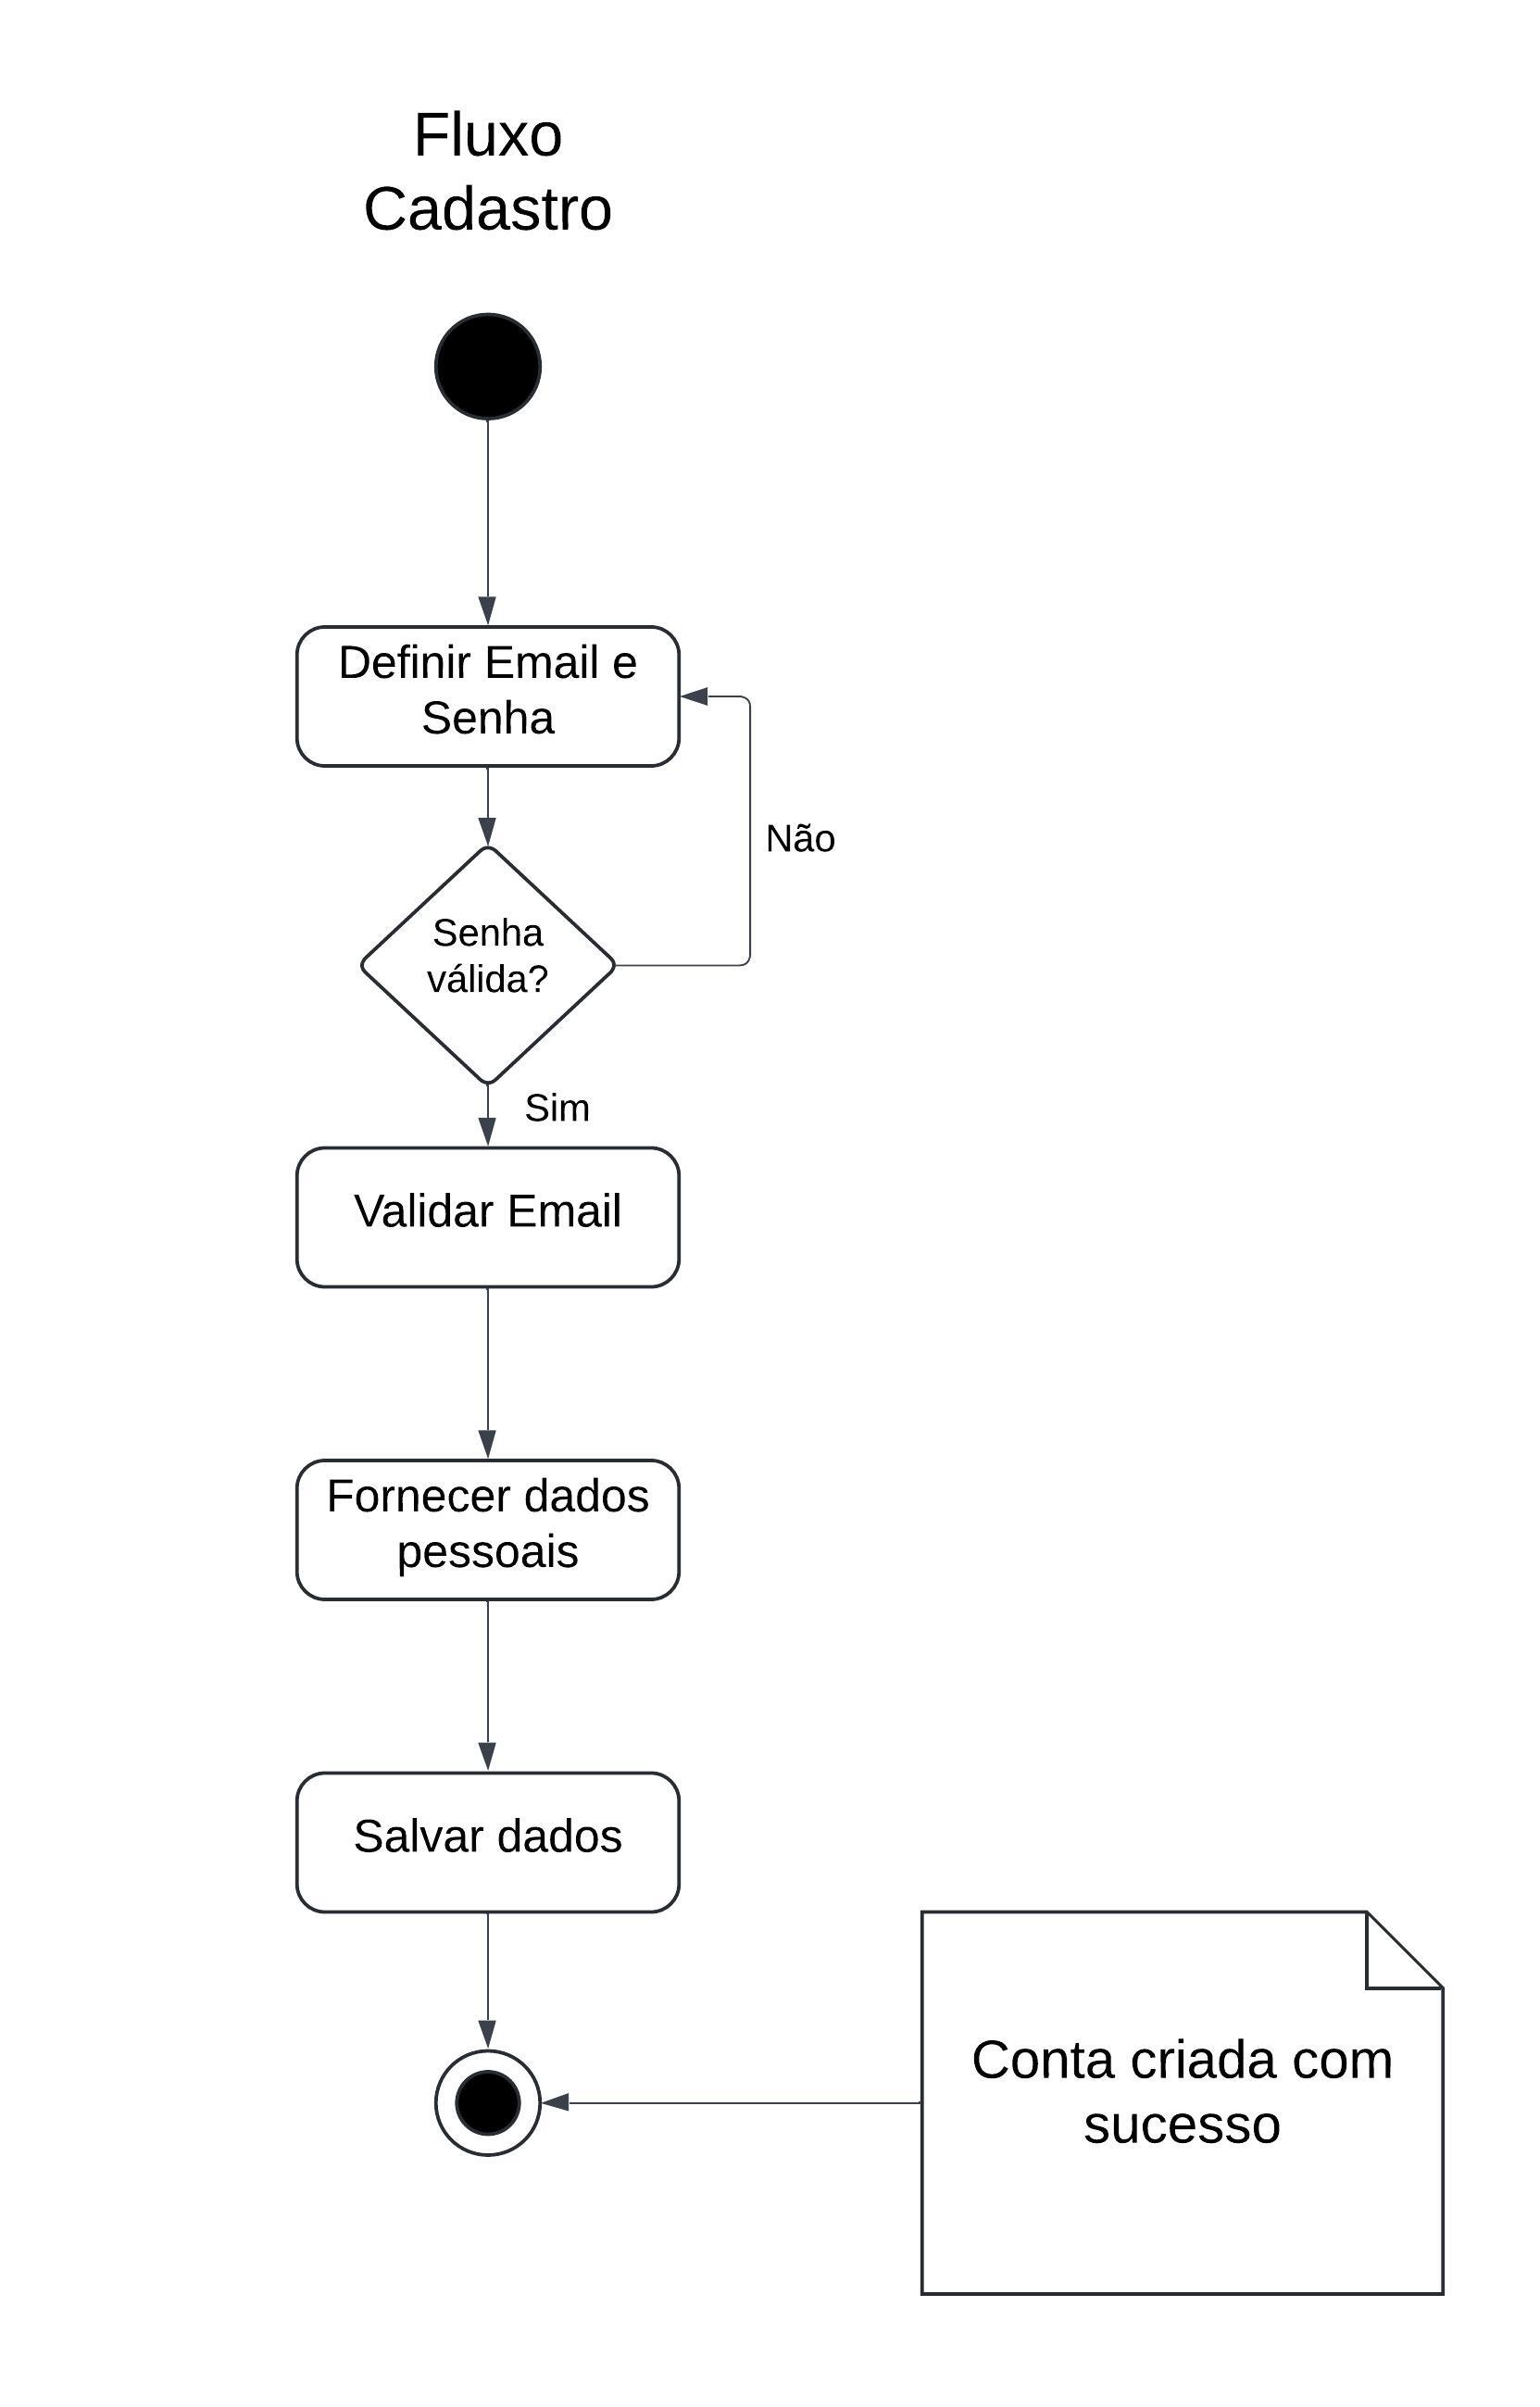 Fluxo
Cadastro
Definir Email e
Senha
Não
Senha
válida?
Sim
Validar Email
Fornecer dados
pessoais
Salvar dados
Conta criada com
sucesso